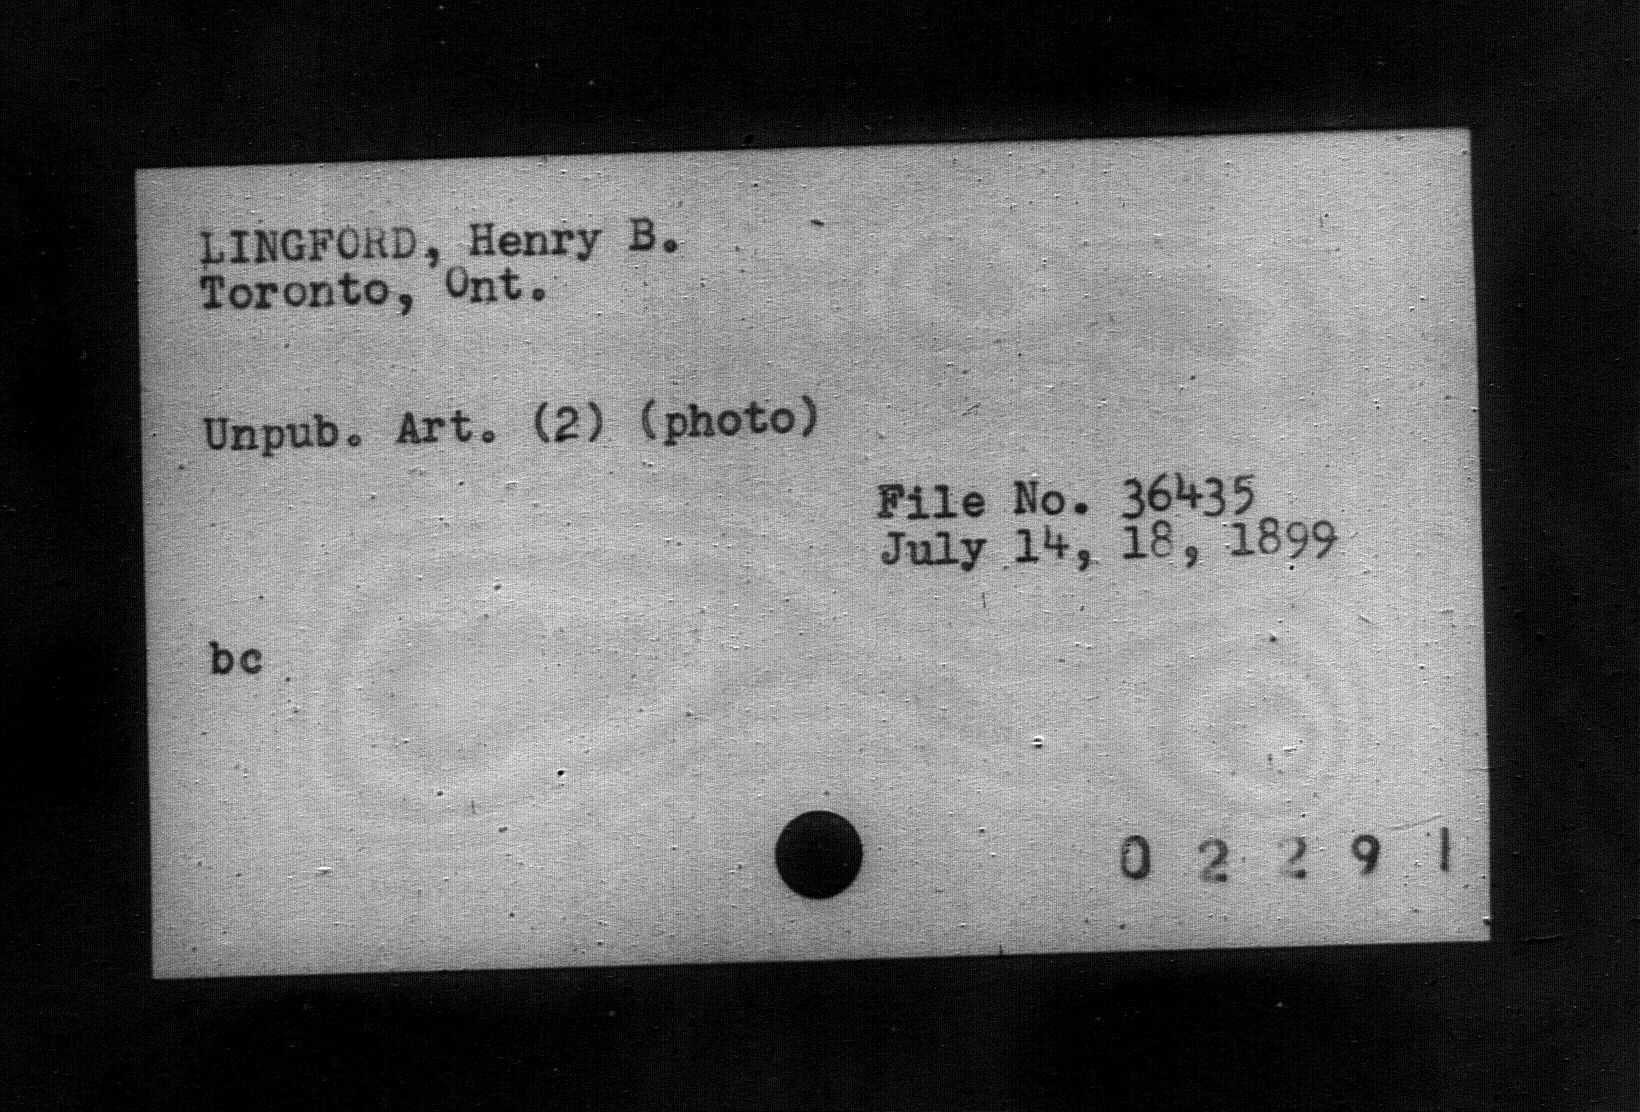 LINGFORD, Henry B.
Toronto, Ont.
Unpub. Art. (2) (photo)
File No. 36435
July 14, 18, 1899
bc
0 2 2 9 1